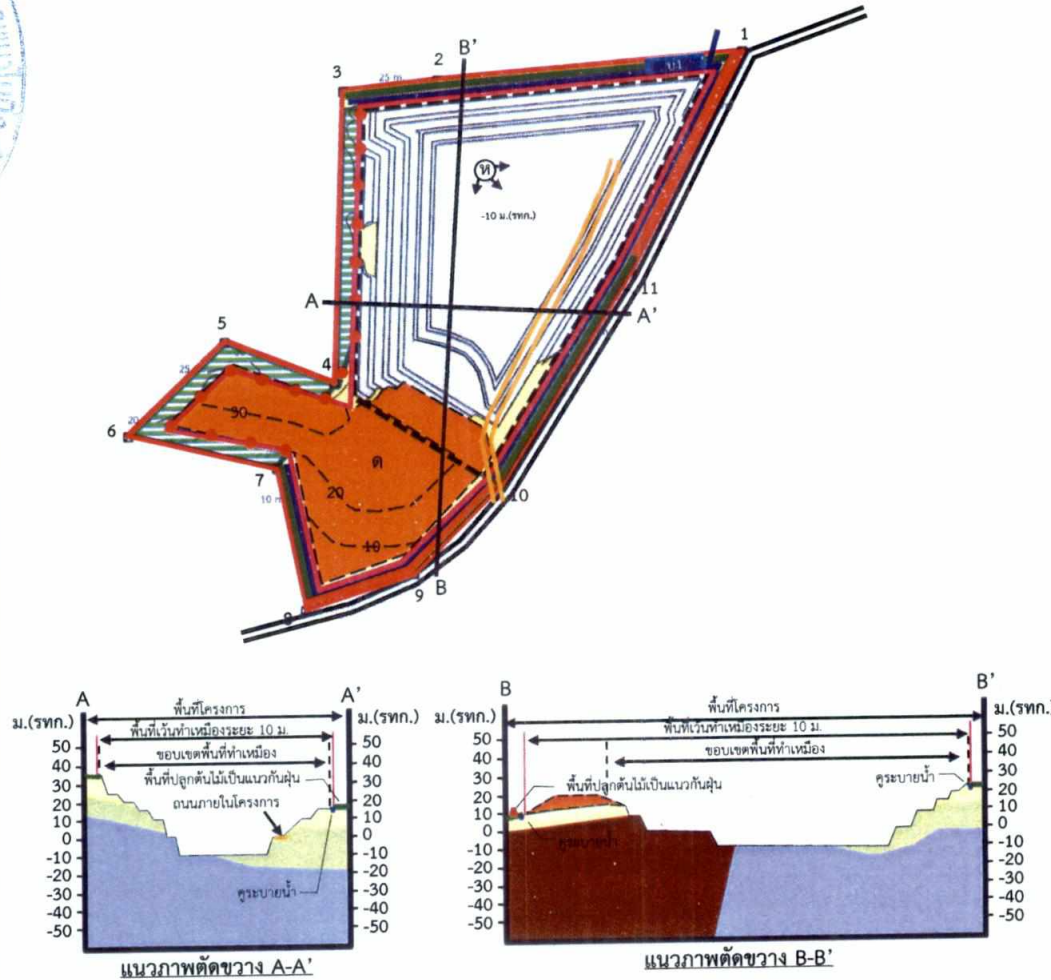 1
B'
2
3
25 m
ห
-10 ม.(รทก.)
11
A
A'
5
4
25
30
20
6
ด
7
20
10 m
10
10
9
B
8
A
A'
ม.(รทก.)
ม.(รทก.)
พื้นที่โครงการ
พื้นที่เว้นทำเหมืองระยะ 10 ม.
ขอบเขตพื้นที่ทำเหมือง
พื้นที่ปลูกต้นไม้เป็นแนวกันฝุ่น
ถนนภายในโครงการ
คูระบายน้ำ
50
40
30
20
10
0
-10
-20
-30
-40
-50
50
40
30
20
10
0
-10
-20
-30
-40
-50
แนวภาพตัดขวาง A-A'
B
B'
ม.(รทก.)
ม.(รทก.)
พื้นที่โครงการ
พื้นที่เว้นทำเหมืองระยะ 10 ม.
ขอบเขตพื้นที่ทำเหมือง
พื้นที่ปลูกต้นไม้เป็นแนวกันฝุ่น
คูระบายน้ำ
คูระบายน้ำ
50
40
30
20
10
0
-10
-20
-30
-40
-50
50
40
30
20
10
0
-10
-20
-30
-40
-50
แนวภาพตัดขวาง B-B'